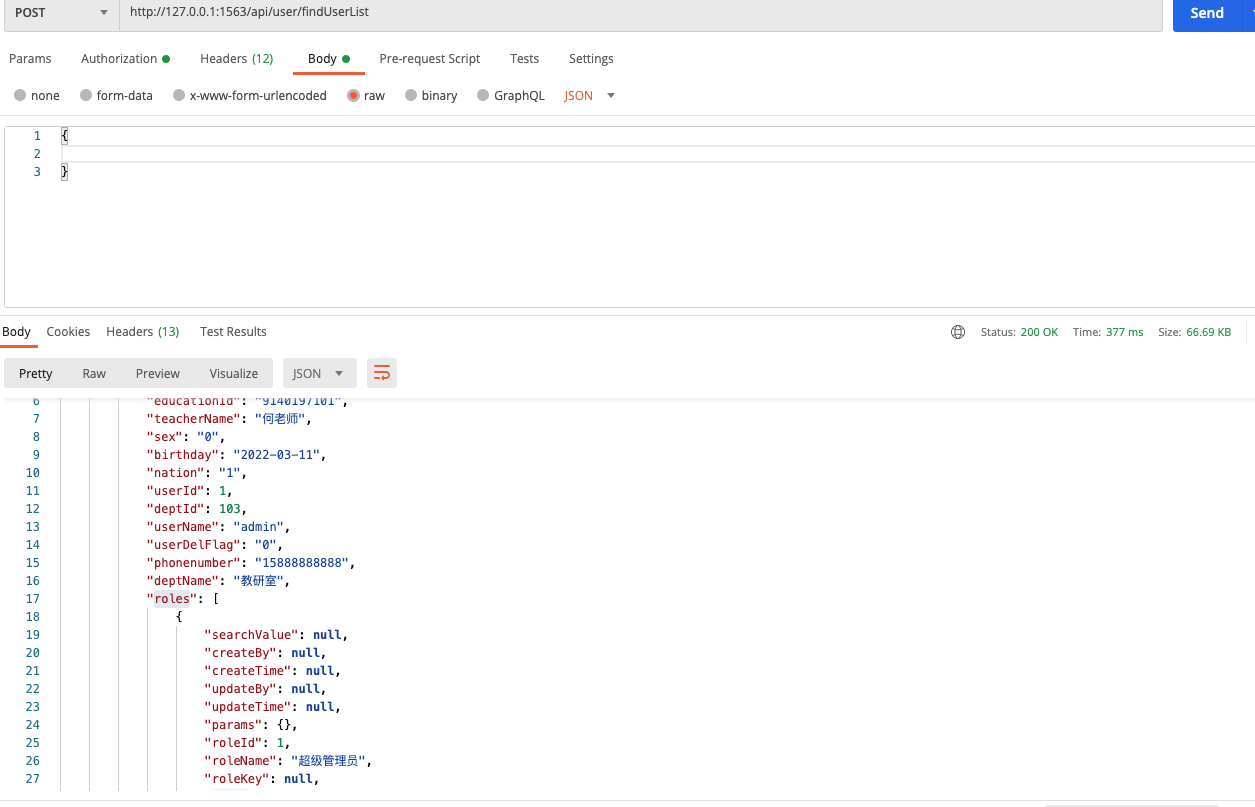 POST http://127.0.0.1:1563/api/user/findUserList Send
Params Authorization Headers (12) Body Pre-request Script Tests Settings
none form-data x-www-form-urlencoded raw binary GraphQL JSON
1 {
2
3 }
Body Cookies Headers (13) Test Results Status: 200 OK Time: 377 ms Size: 66.69 KB
Pretty Raw Preview Visualize JSON
6 "educationId": "9140197101",
7 "teacherName": "何老师",
8 "sex": "0",
9 "birthday": "2022-03-11",
10 "nation": "1",
11 "userId": 1,
12 "deptId": 103,
13 "userName": "admin",
14 "userDelFlag": "0",
15 "phonenumber": "15888888888",
16 "deptName": "教研室",
17 "roles": [
18 {
19 "searchValue": null,
20 "createBy": null,
21 "createTime": null,
22 "updateBy": null,
23 "updateTime": null,
24 "params": {},
25 "roleId": 1,
26 "roleName": "超级管理员",
27 "roleKey": null,